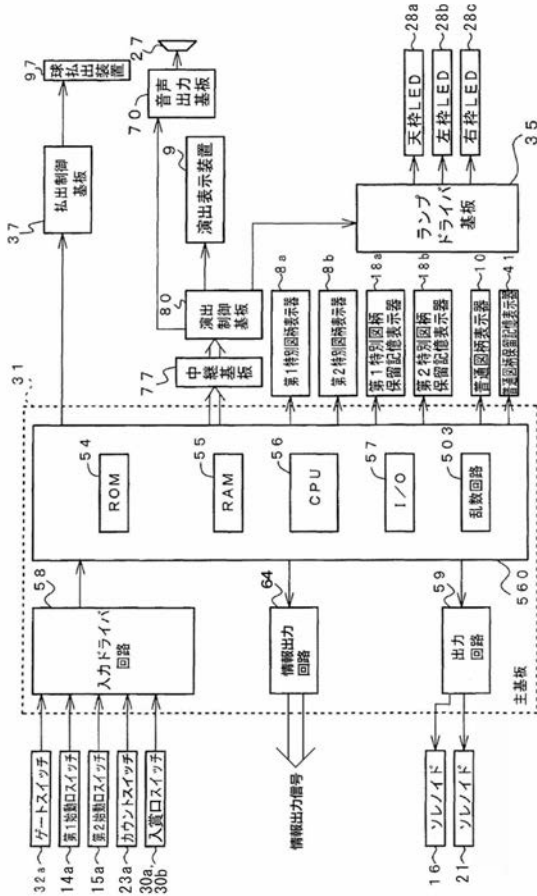 97
球払出装置
37
払出制御
基板
27
音声
出力
基板
70
9
演出表示装置
80
演出
制御
基板
77
中継
基板
28a
28b
28c
天枠LED
左枠LED
右枠LED
35
ランプ
ドライバ
基板
8a
第1特別図柄表示器
8b
第2特別図柄表示器
18a
第1特別図柄
保留記憶表示器
18b
第2特別図柄
保留記憶表示器
10
普通図柄表示器
41
普通図柄保留記憶表示器
31
54
ROM
55
RAM
56
CPU
57
I/O
503
乱数回路
560
58
入力ドライバ
回路
64
情報出力
回路
59
出力
回路
主基板
32a
ゲートスイッチ
14a
第1始動口スイッチ
15a
第2始動口スイッチ
23a
カウントスイッチ
30a、
30b
入賞口スイッチ
情報出力信号
16
ソレノイド
21
ソレノイド